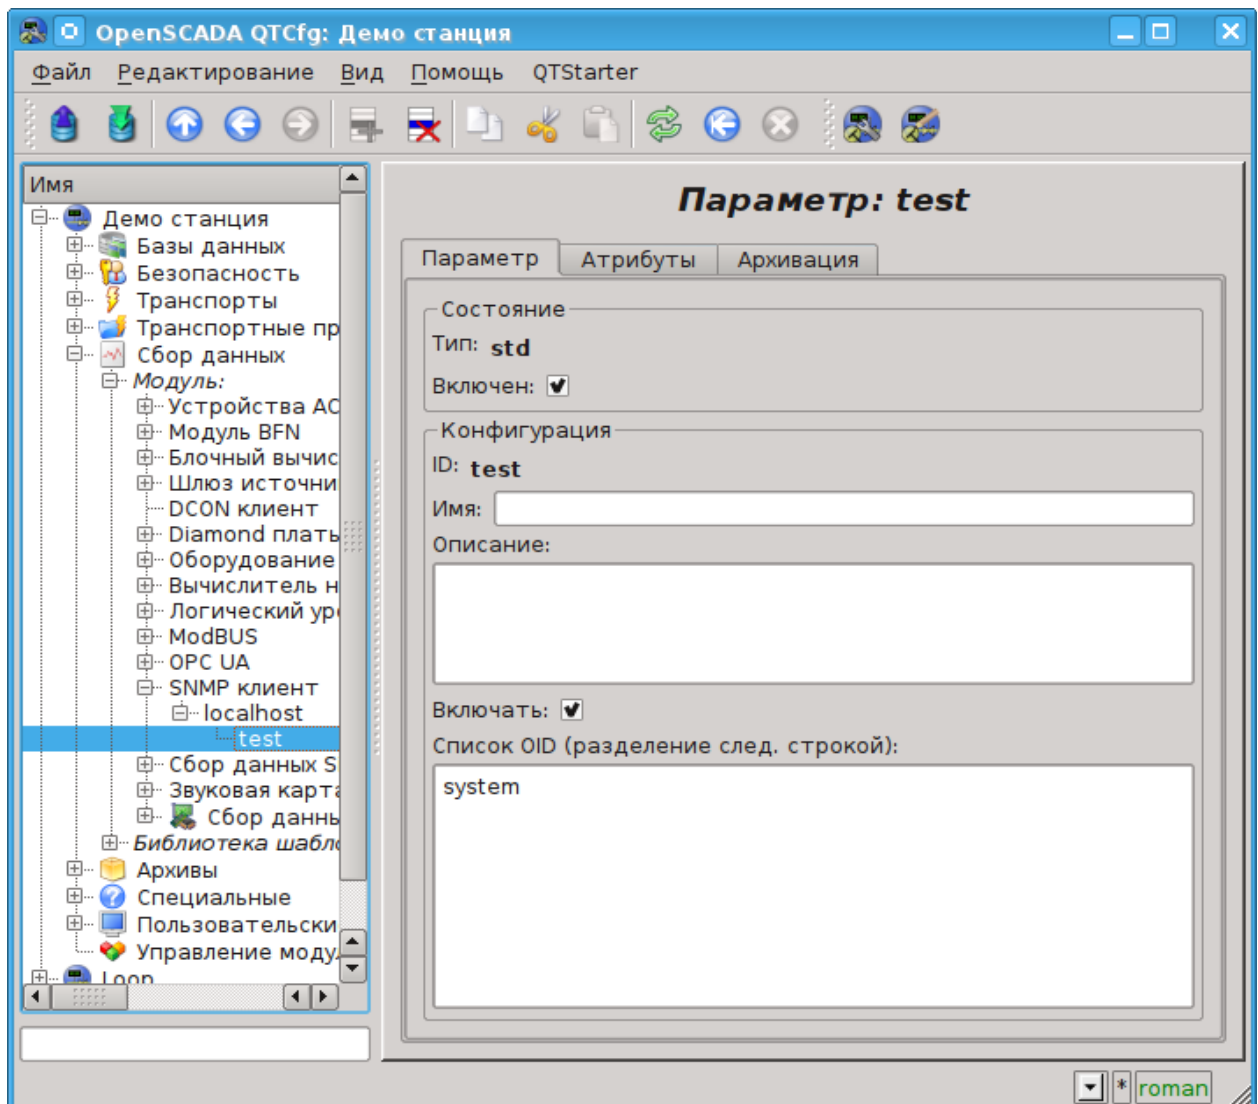 OpenSCADA QTCfg: Демо станция
Файл Редактирование Вид Помощь QTStarter
Имя
Демо станция
Базы данных
Безопасность
Транспорты
Транспортные пр
Сбор данных
Модуль:
Устройства АС
Модуль BFN
Блочный вычис
Шлюз источни
DCON клиент
Diamond платы
Оборудование
Вычислитель н
Логический уро
ModBUS
OPC UA
SNMP клиент
localhost
test
Сбор данных S
Звуковая карта
Сбор данны
Библиотека шабло
Архивы
Специальные
Пользовательски
Управление моду
Loop
Параметр: test
Параметр Атрибуты Архивация
Состояние
Тип: std
Включен:
Конфигурация
ID: test
Имя:
Описание:
Включать:
Список OID (разделение след. строкой):
system
* roman